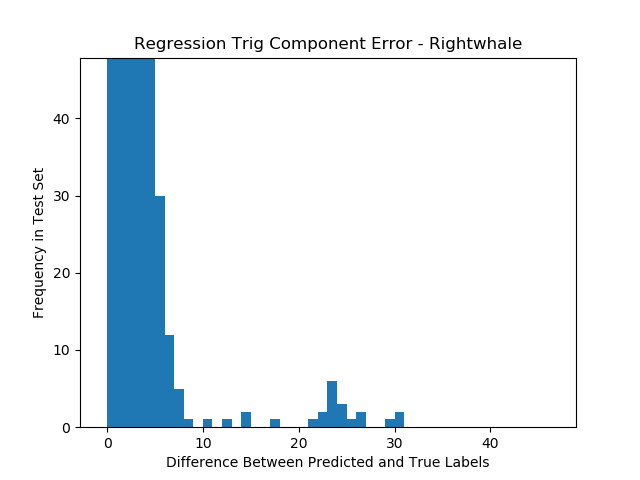 Regression Trig Component Error - Rightwhale
40
30
20
10
0
Frequency in Test Set
0 10 20 30 40
Difference Between Predicted and True Labels